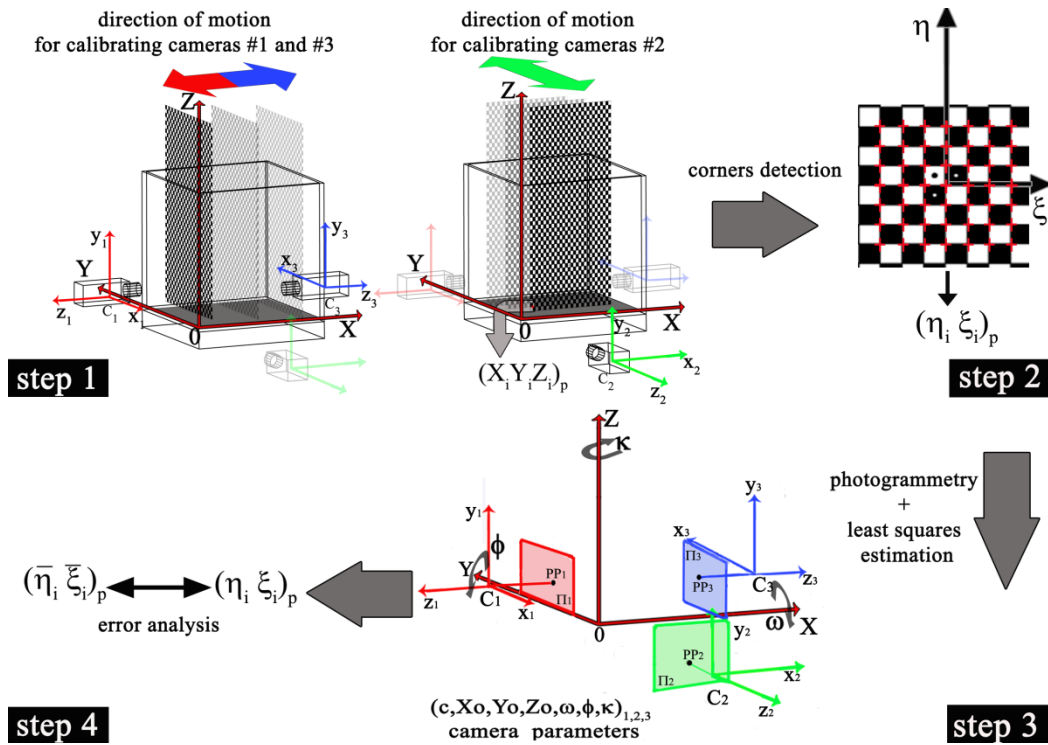 direction of motion
for calibrating cameras #1 and #3
direction of motion
for calibrating cameras #2
Z
y₁
Y
z₁
C₁
x
0
X
y₃
x₃
C₃
z₃
Z
Y
0
X
y₂
x₂
C₂
z₂
(XᵢYᵢZᵢ)ₚ
corners detection
η
ξ
(ηᵢ ξᵢ)ₚ
step 1
step 2
photogrammetry
+
least squares
estimation
Z
κ
y₁
ϕ
Y
PP₁
Π₁
z₁
C₁
x₁
0
y₃
x₃
Π₃
PP₃
C₃
z₃
ω
X
y₂
PP₂
Π₂
x₂
C₂
z₂
(c,Xo,Yo,Zo,ω,ϕ,κ)₁,₂,₃
camera parameters
(η̅ᵢ ξ̅ᵢ)ₚ
(ηᵢ ξᵢ)ₚ
error analysis
step 4
step 3